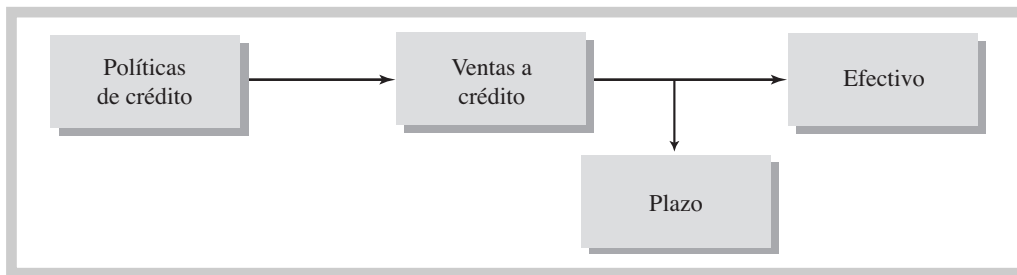 Políticas
de crédito
Ventas a
crédito
Efectivo
Plazo